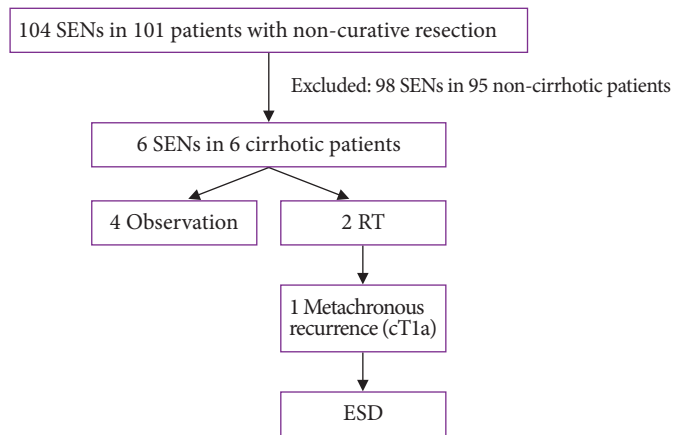 104 SENs in 101 patients with non-curative resection
Excluded: 98 SENs in 95 non-cirrhotic patients
6 SENs in 6 cirrhotic patients
4 Observation
2 RT
1 Metachronous
recurrence (cT1a)
ESD